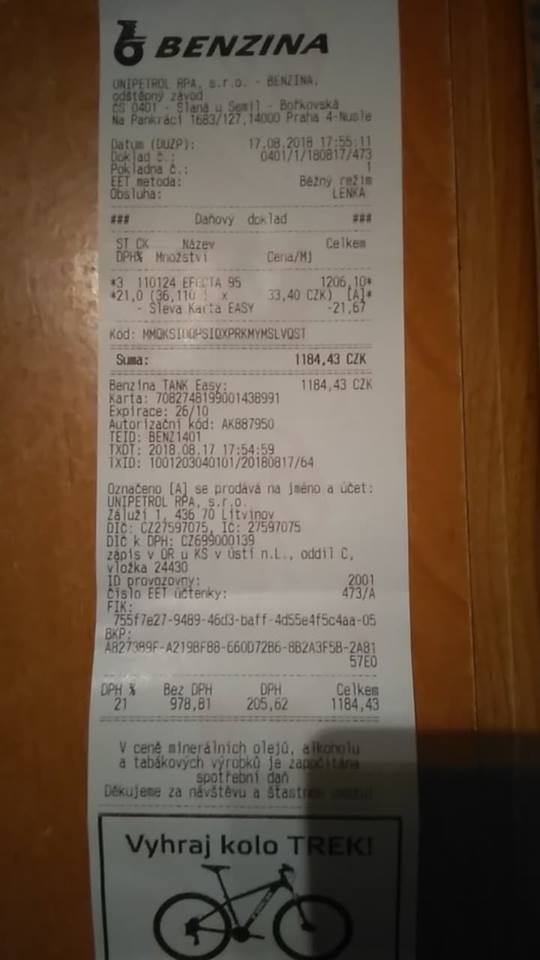 BENZINA
UNIPETROL RPA, s.r.o. - BENZINA,
odštěpný závod
ČS 0401 - Slaná u Semil - Bořkovská
Na Pankráci 1683/127,14000 Praha 4-Nusle
Datum (DUZP): 17.08.2018 17:55:11
Doklad č.: 0401/1/180817/473
Pokladna č.: 1
EET metoda: Běžný režim
Obsluha: LENKA
### Daňový doklad ###
ST CK Název Celkem
DPH% Množství Cena/MJ
*3 110124 EFECTA 95 1206,10*
*21,0 (36,110 l x 33,40 CZK) [A]*
- Sleva Karta EASY -21,67
Kód:
Suma: 1184,43 CZK
Benzina TANK Easy: 1184,43 CZK
Karta: 7082748199001438991
Expirace: 26/10
Autorizační kód: AK887950
TEID: BENZ1401
TXDT: 2018.08.17 17:54:59
TXID: 1001203040101/20180817/64
Označeno [A] se prodává na jméno a účet:
UNIPETROL RPA, s.r.o.
Záluží 1, 436 70 Litvínov
DIČ: CZ27597075, IČ: 27597075
DIČ k DPH: CZ699000139
zápis v OR u KS v Ústí n.L., oddíl C,
vložka 24430
ID provozovny: 2001
Číslo EET účtenky: 473/A
FIK:
755f7e27-9489-46d3-baff-4d55e4f5c4aa-05
BKP:
A827389F-A219BF88-660D72B6-8B2A3F5B-2AB1
57E0
DPH % Bez DPH DPH Celkem
21 978,81 205,62 1184,43
V ceně minerálních olejů, alkoholu
a tabákových výrobků je započítána
spotřební daň
Děkujeme za návštěvu a šťastnou cestu!
Vyhraj kolo TREK!